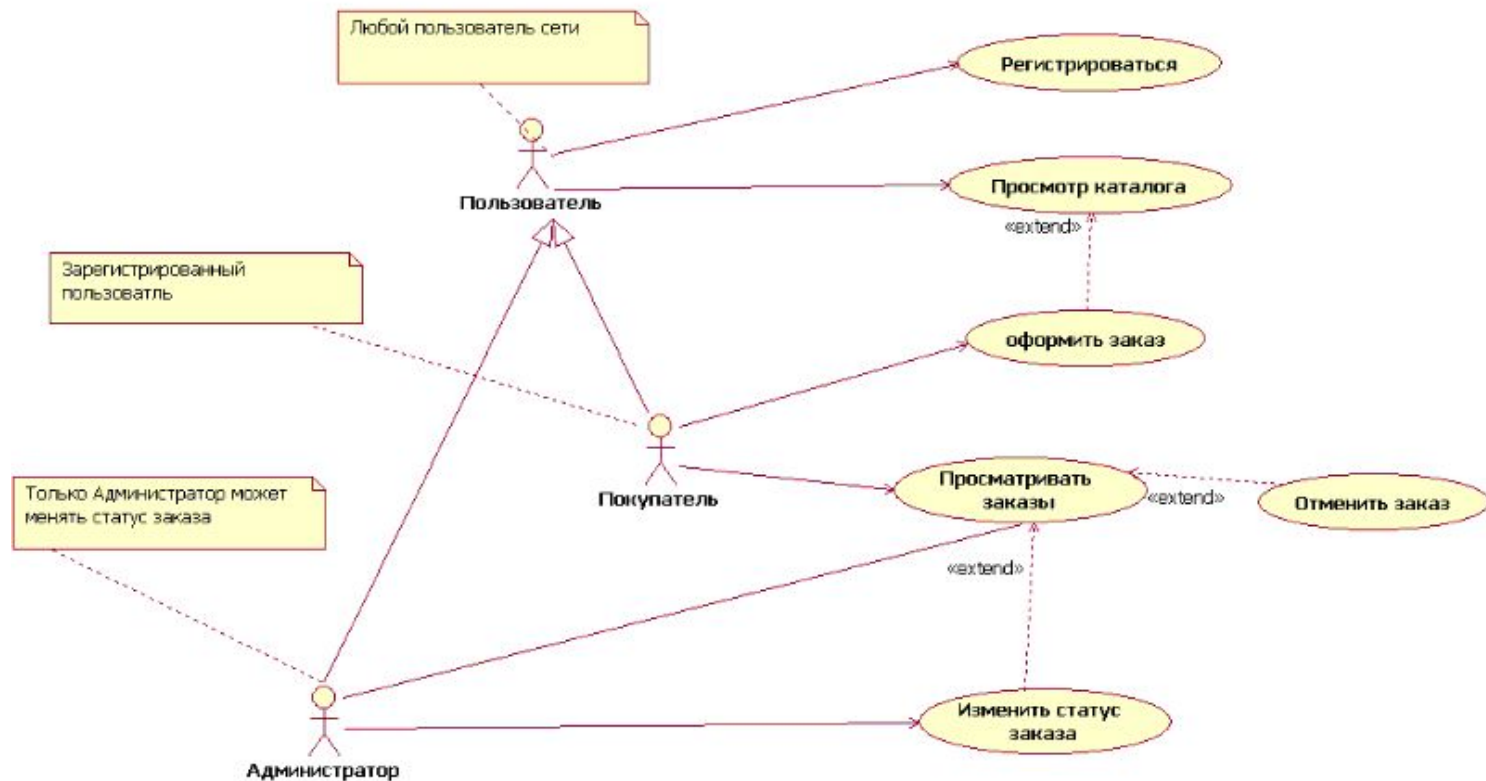 Любой пользователь сети
Регистрироваться
Просмотр каталога
Пользователь
«extend»
Зарегистрированный
пользоватль
оформить заказ
Покупатель
Просматривать
заказы
«extend»
Отменить заказ
Только Администратор может
менять статус заказа
«extend»
Изменить статус
заказа
Администратор